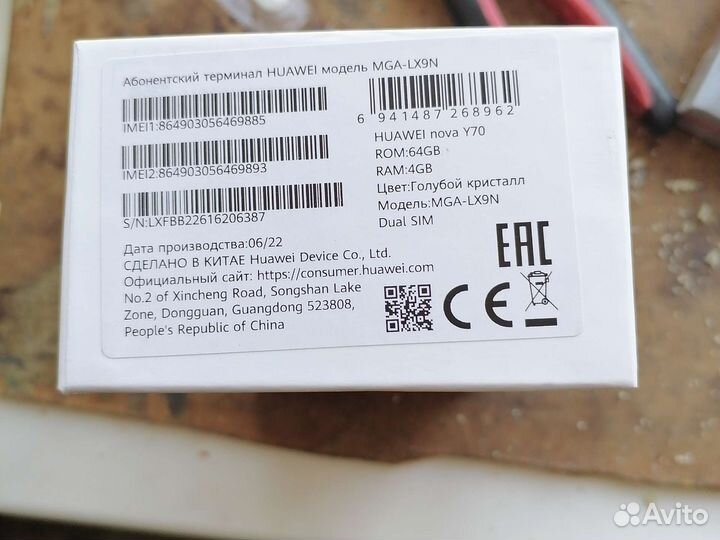 Абонентский терминал HUAWEI модель MGA-LX9N
IMEI1:864903056469885
IMEI2:864903056469893
S/N:LXFBB22616206387
6 941487 268962
HUAWEI nova Y70
ROM:64GB
RAM:4GB
Цвет:Голубой кристалл
Модель:MGA-LX9N
Dual SIM
Дата производства:06/22
СДЕЛАНО В КИТАЕ Huawei Device Co., Ltd.
Официальный сайт: https://consumer.huawei.com
No.2 of Xincheng Road, Songshan Lake
Zone, Dongguan, Guangdong 523808,
People's Republic of China
EAC
CE
Avito